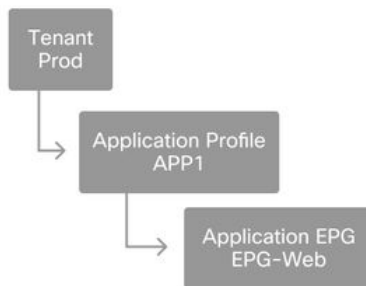 Tenant
Prod
Application Profile
APP1
Application EPG
EPG-Web